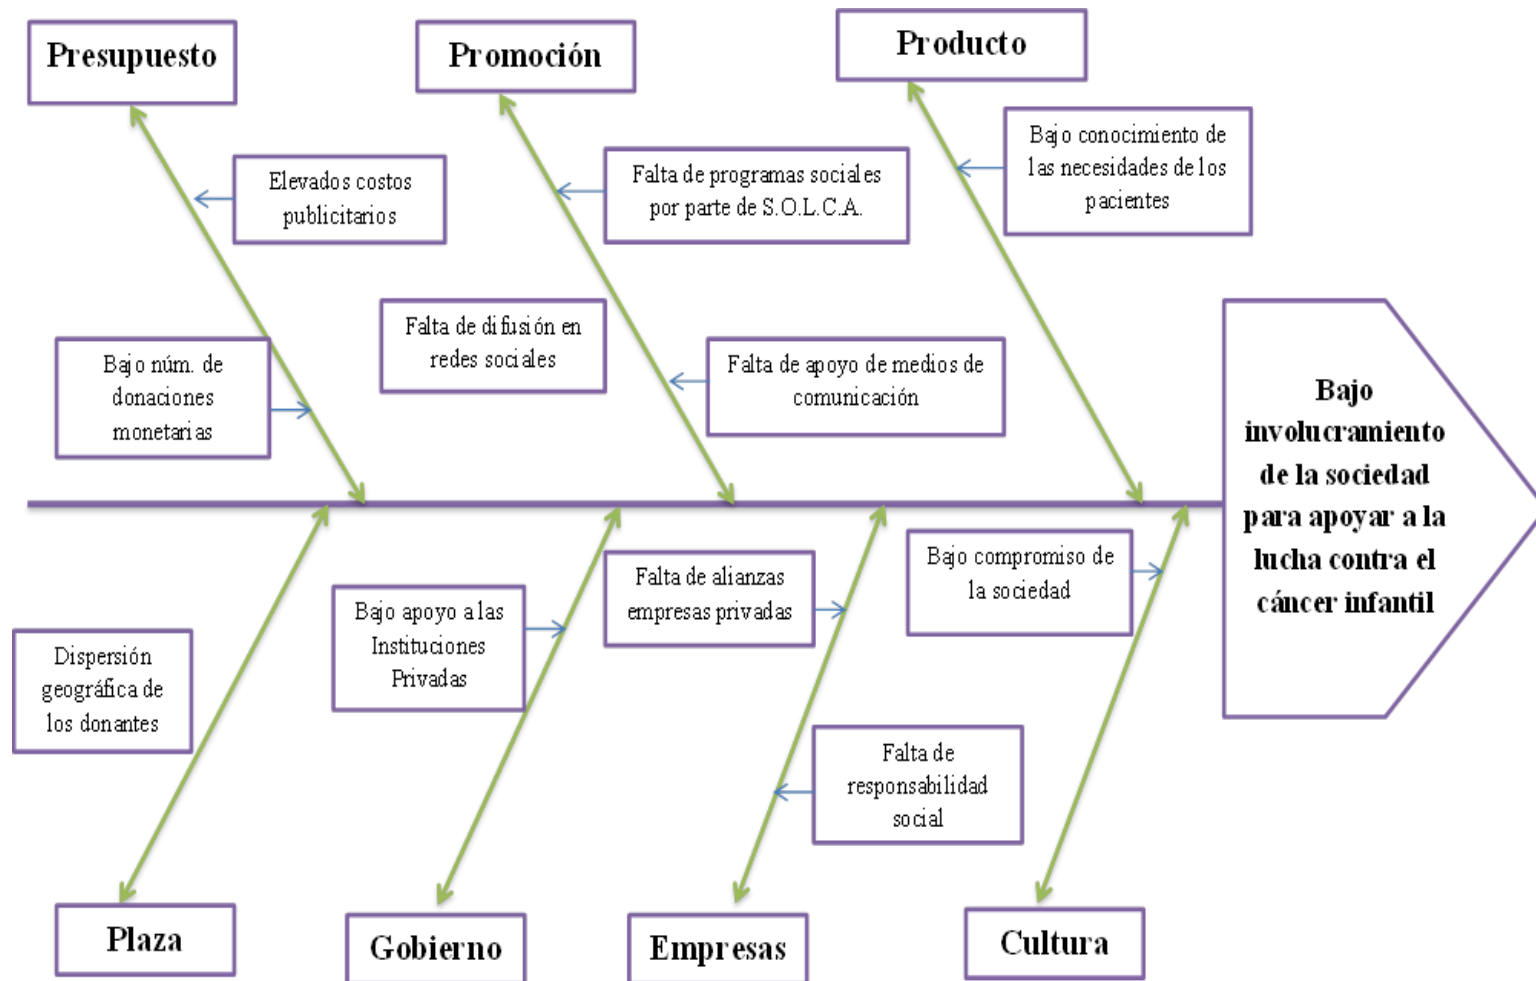 Presupuesto
Promoción
Producto
Elevados costos
publicitarios
Bajo núm. de
donaciones
monetarias
Falta de programas sociales
por parte de S.O.L.C.A.
Falta de difusión en
redes sociales
Falta de apoyo de medios de
comunicación
Bajo conocimiento de
las necesidades de los
pacientes
Bajo
involucramiento
de la sociedad
para apoyar a la
lucha contra el
cáncer infantil
Dispersión
geográfica de
los donantes
Bajo apoyo a las
Instituciones
Privadas
Falta de alianzas
empresas privadas
Falta de
responsabilidad
social
Bajo compromiso de
la sociedad
Plaza
Gobierno
Empresas
Cultura